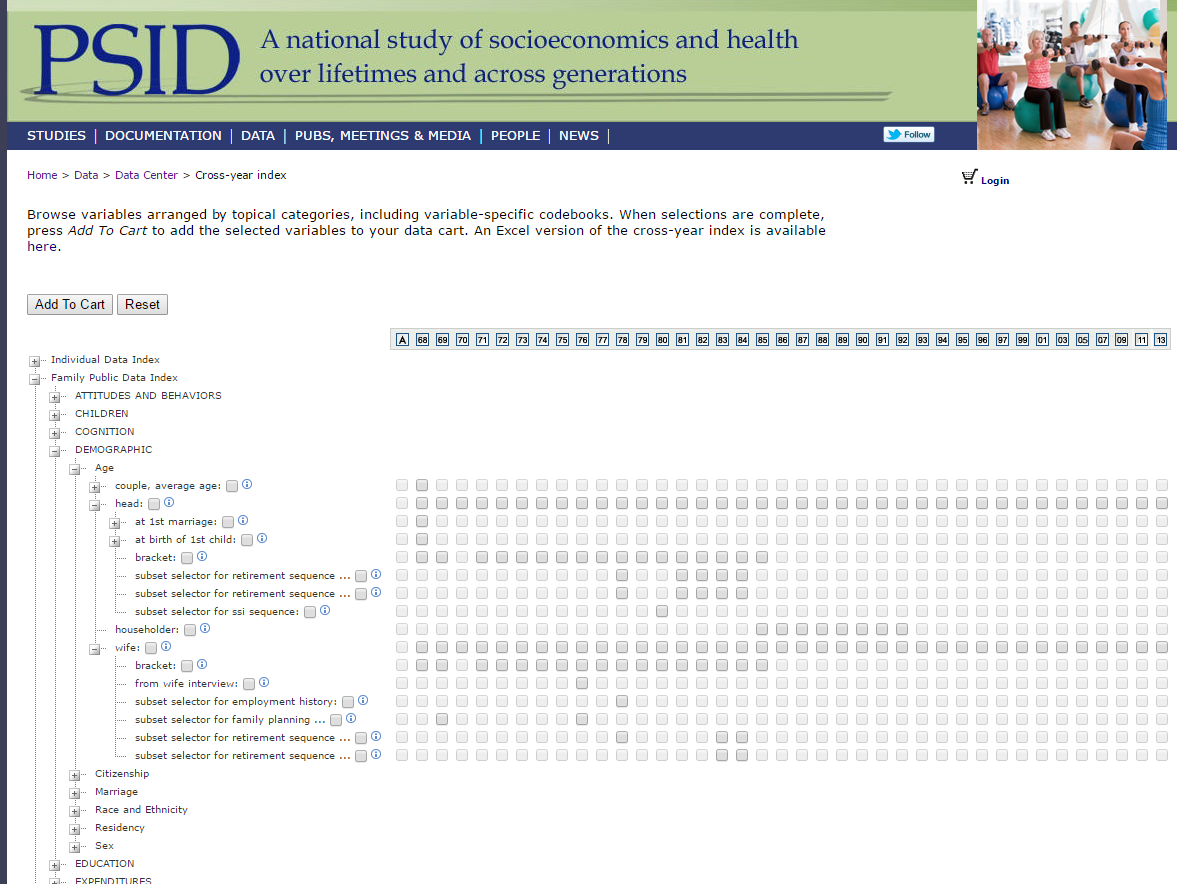 PSID
A national study of socioeconomics and health
over lifetimes and across generations
STUDIES | DOCUMENTATION | DATA | PUBS, MEETINGS & MEDIA | PEOPLE | NEWS |
Follow
Home > Data > Data Center > Cross-year index
Login
Browse variables arranged by topical categories, including variable-specific codebooks. When selections are complete,
press Add To Cart to add the selected variables to your data cart. An Excel version of the cross-year index is available
here.
Add To Cart Reset
A 68 69 70 71 72 73 74 75 76 77 78 79 80 81 82 83 84 85 86 87 88 89 90 91 92 93 94 95 96 97 99 01 03 05 07 09 11 13
Individual Data Index
Family Public Data Index
ATTITUDES AND BEHAVIORS
CHILDREN
COGNITION
DEMOGRAPHIC
Age
couple, average age:
head:
at 1st marriage:
at birth of 1st child:
bracket:
subset selector for retirement sequence ...
subset selector for retirement sequence ...
subset selector for ssi sequence:
householder:
wife:
bracket:
from wife interview:
subset selector for employment history:
subset selector for family planning ...
subset selector for retirement sequence ...
subset selector for retirement sequence ...
Citizenship
Marriage
Race and Ethnicity
Residency
Sex
EDUCATION
EXPENDITURES